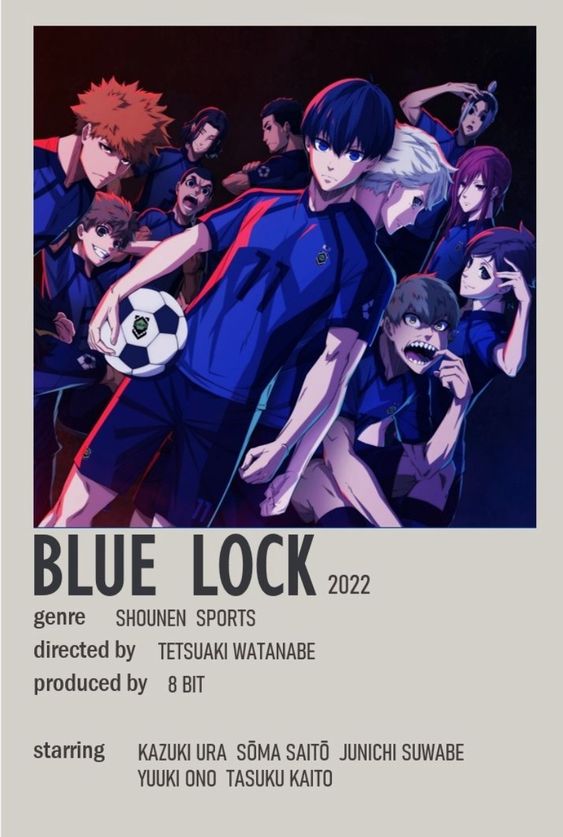 11
BLUE LOCK 2022
genre SHOUNEN SPORTS
directed by TETSUAKI WATANABE
produced by 8 BIT
starring KAZUKI URA SŌMA SAITŌ JUNICHI SUWABE
YUUKI ONO TASUKU KAITO